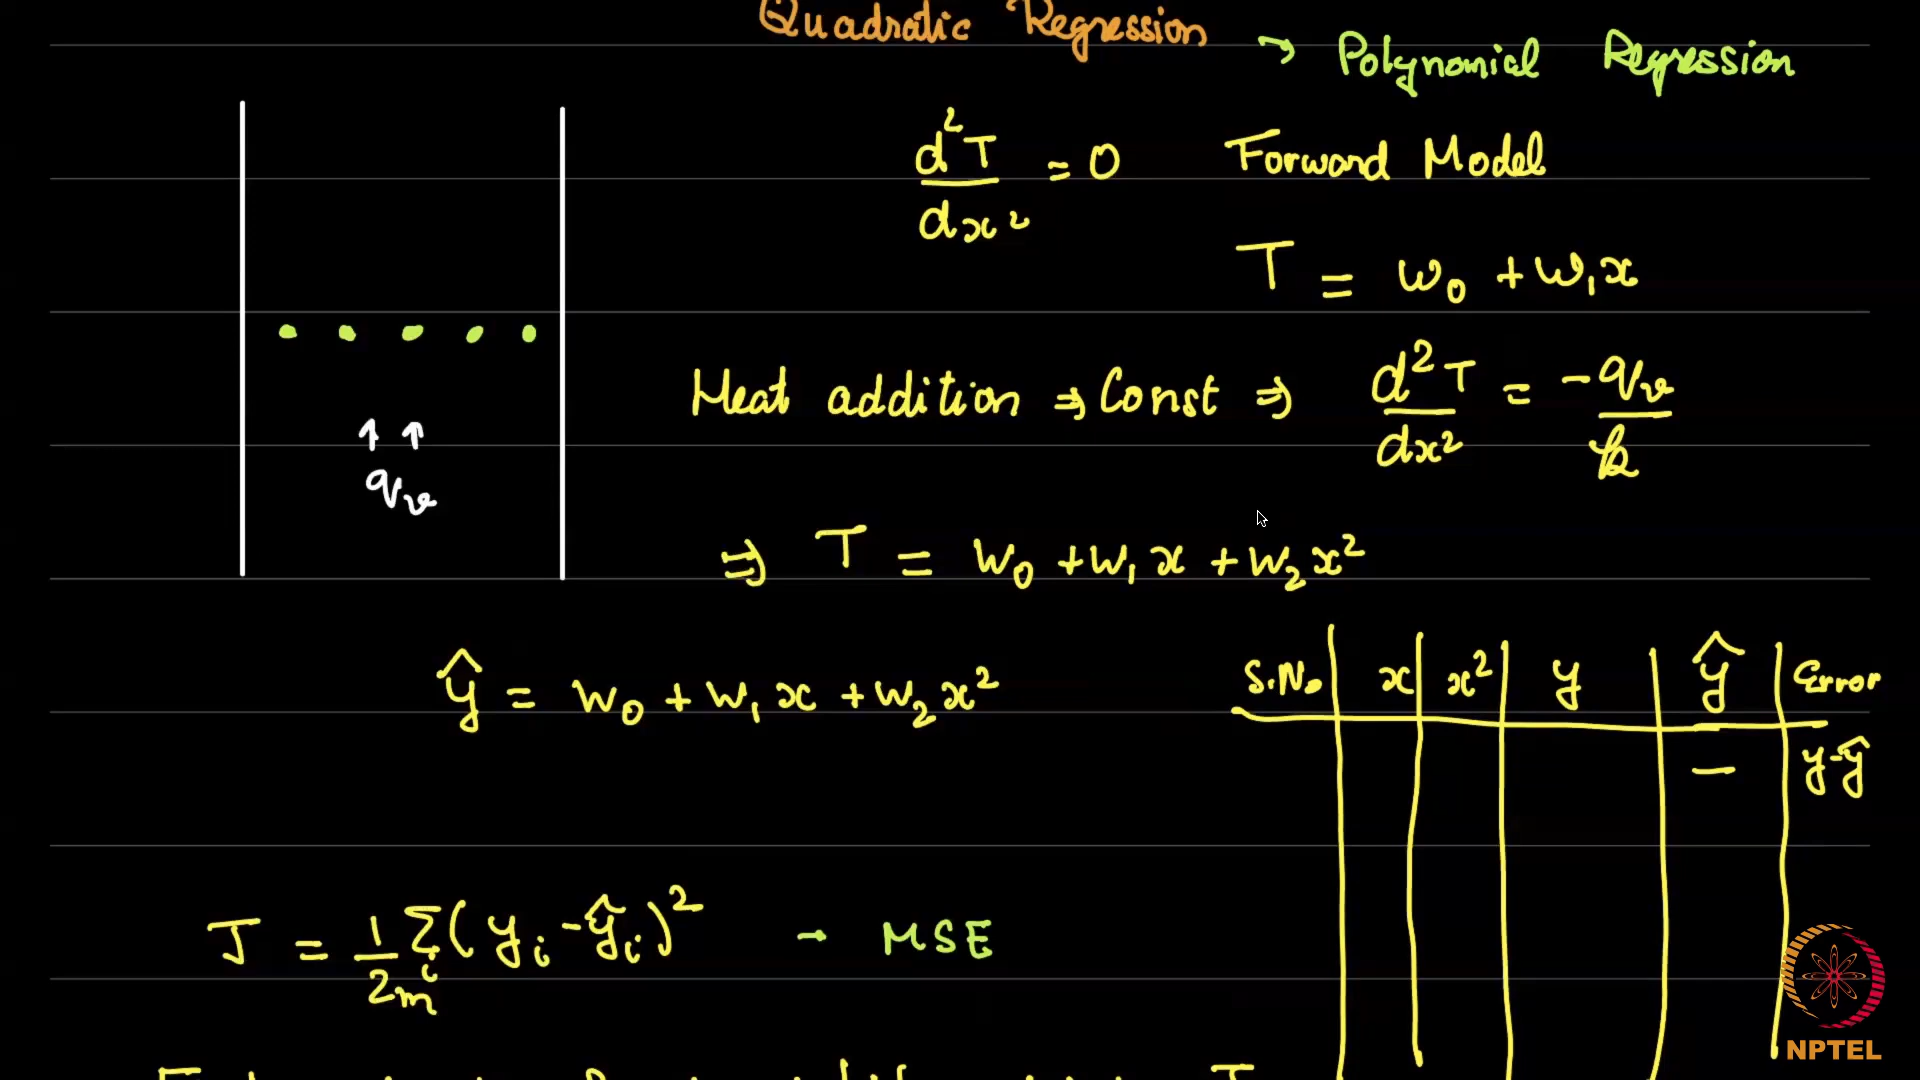 Quadratic Regression
→ Polynomial Regression
d²T/dx² = 0 Forward Model
T = w₀ + w₁x
Heat addition ⇒ Const ⇒ d²T/dx² = -qᵥ/k
qᵥ
⇒ T = w₀ + w₁x + w₂x²
ŷ = w₀ + w₁x + w₂x²
S.No x x² y ŷ Error
— y-ŷ
J = 1/2m Σᵢ(yᵢ - ŷᵢ)² - MSE
NPTEL